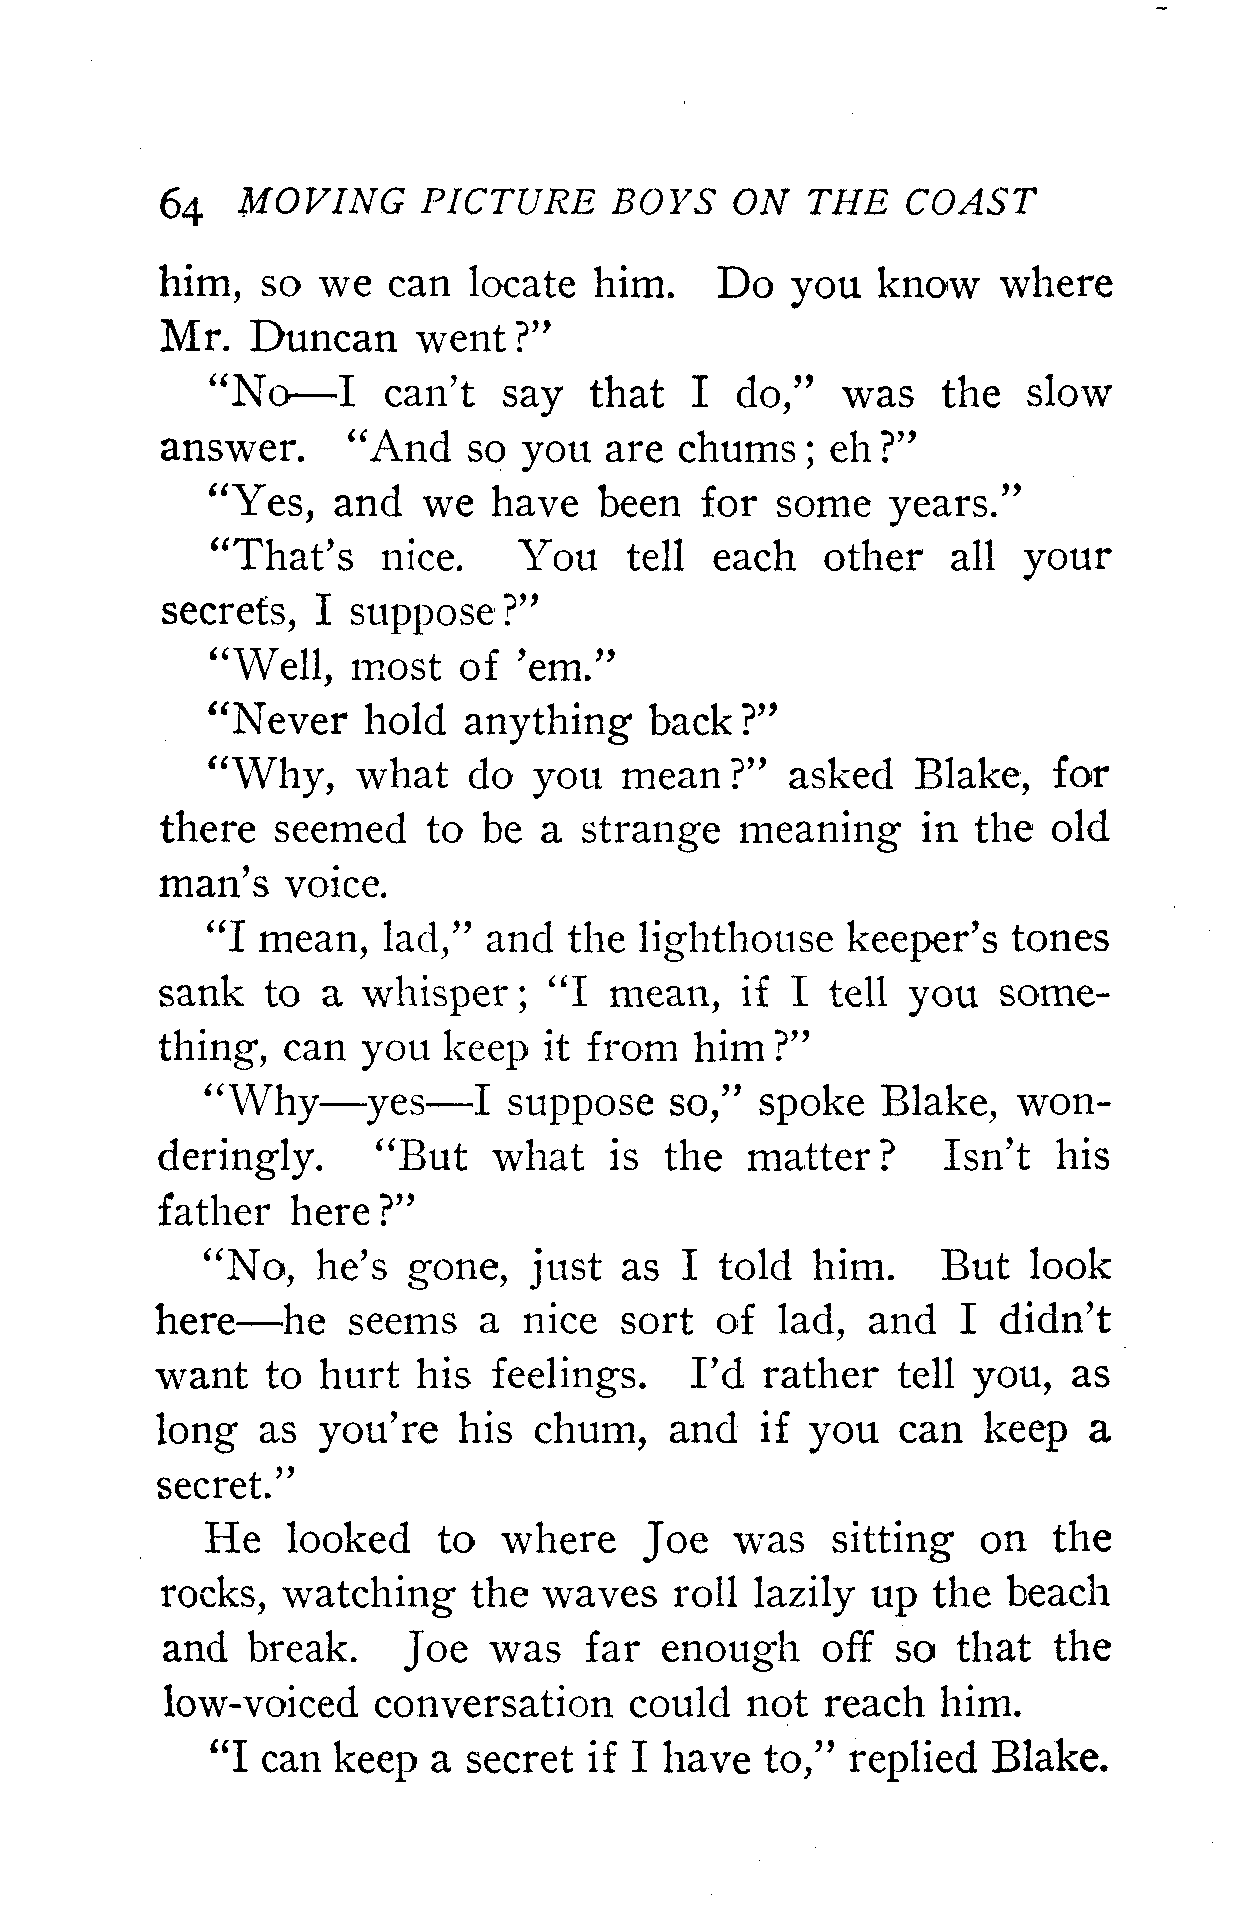 64 MOVING PICTURE BOYS ON THE COAST
him, so we can locate him. Do you know where
Mr. Duncan went?"
"No—I can't say that I do," was the slow
answer. "And so you are chums; eh?"
"Yes, and we have been for some years."
"That's nice. You tell each other all your
secrets, I suppose?"
"Well, most of 'em."
"Never hold anything back?"
"Why, what do you mean?" asked Blake, for
there seemed to be a strange meaning in the old
man's voice.
"I mean, lad," and the lighthouse keeper's tones
sank to a whisper; "I mean, if I tell you some-
thing, can you keep it from him?"
"Why—yes—I suppose so," spoke Blake, won-
deringly. "But what is the matter? Isn't his
father here?"
"No, he's gone, just as I told him. But look
here—he seems a nice sort of lad, and I didn't
want to hurt his feelings. I'd rather tell you, as
long as you're his chum, and if you can keep a
secret."
He looked to where Joe was sitting on the
rocks, watching the waves roll lazily up the beach
and break. Joe was far enough off so that the
low-voiced conversation could not reach him.
"I can keep a secret if I have to," replied Blake.